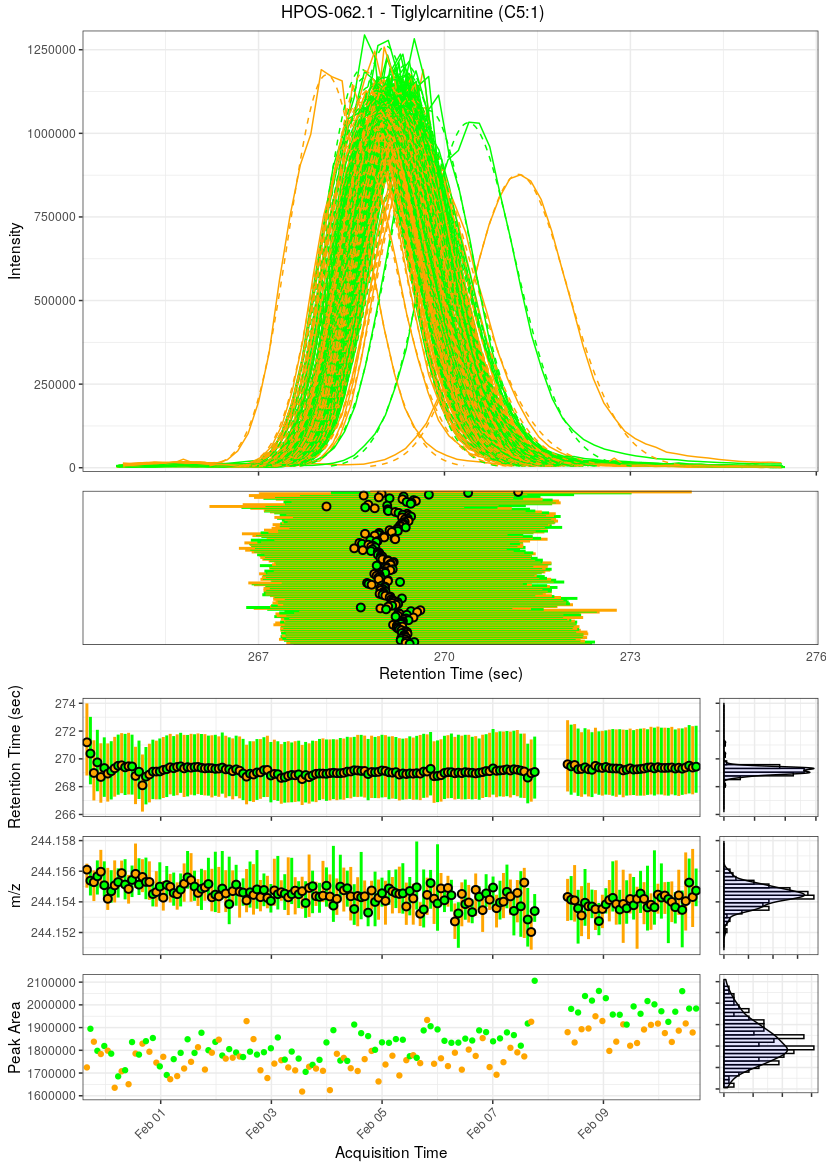 HPOS-062.1 - Tiglylcarnitine (C5:1)
1250000
1000000
750000
500000
250000
0
Intensity
267
270
273
276
Retention Time (sec)
274
272
270
268
266
Retention Time (sec)
244.158
244.156
244.154
244.152
m/z
2100000
2000000
1900000
1800000
1700000
1600000
Peak Area
Feb 01
Feb 03
Feb 05
Feb 07
Feb 09
Acquisition Time